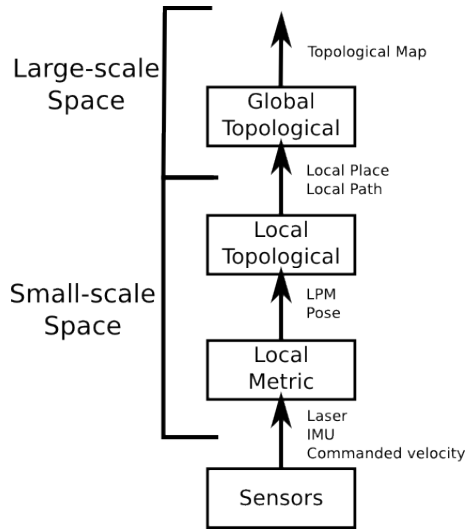 Topological Map
Large-scale
Space
Global
Topological
Local Place
Local Path
Local
Topological
Small-scale
Space
LPM
Pose
Local
Metric
Laser
IMU
Commanded velocity
Sensors